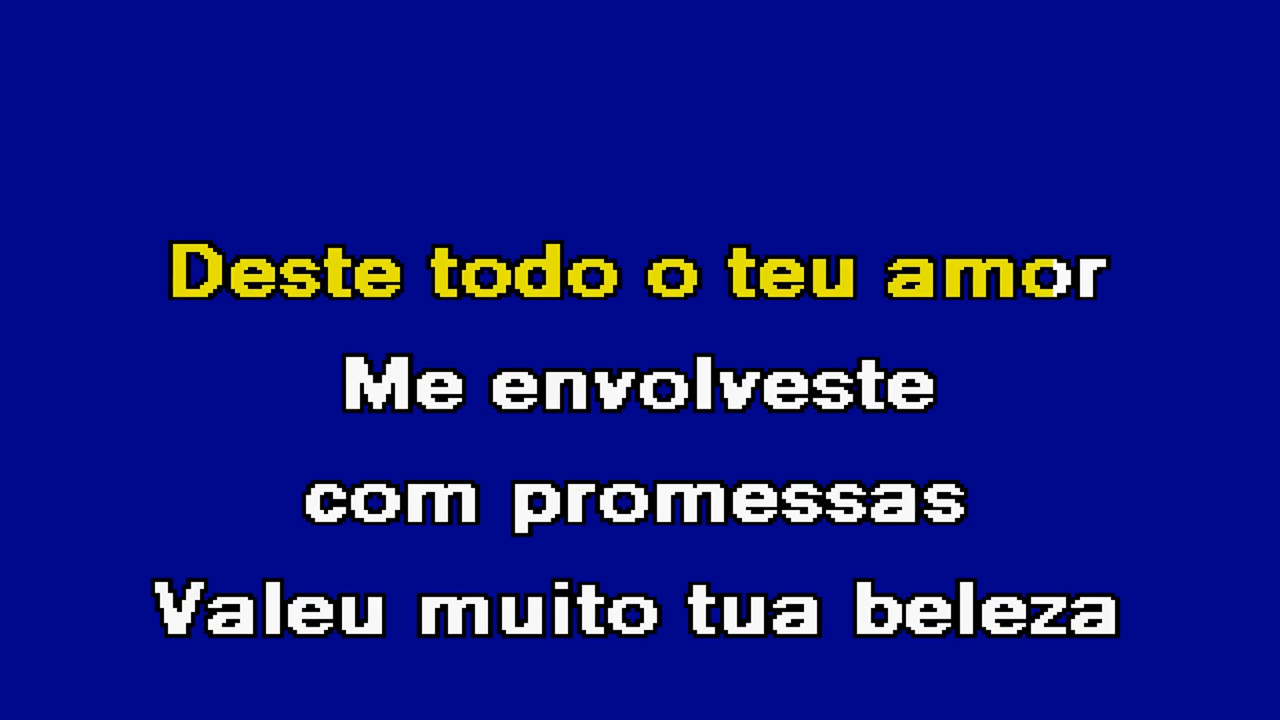 Deste todo o teu amor
Me envolveste
com promessas
Valeu muito tua beleza